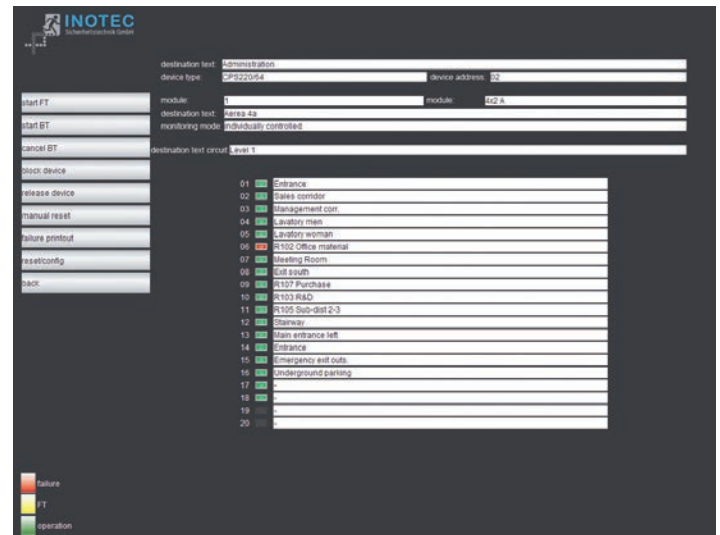 INOTEC
Sicherheitstechnik GmbH
destination text: Administration
device type: CPS220/64 device address: 02
start FT
module: 1 module: 4x2 A
destination text: Aerea 4a
start BT
monitoring mode: individually controlled
cancel BT
destination text circuit: Level 1
block device
release device
manual reset
failure printout
reset/config
back
01 Entrance
02 Sales corridor
03 Management corr.
04 Lavatory men
05 Lavatory woman
06 R102 Office material
07 Meeting Room
08 Exit south
09 R107 Purchase
10 R103 R&D
11 R105 Sub-dist 2-3
12 Stairway
13 Main entrance left
14 Entrance
15 Emergency exit outs.
16 Underground parking
17 -
18 -
19 -
20 -
failure
FT
operation